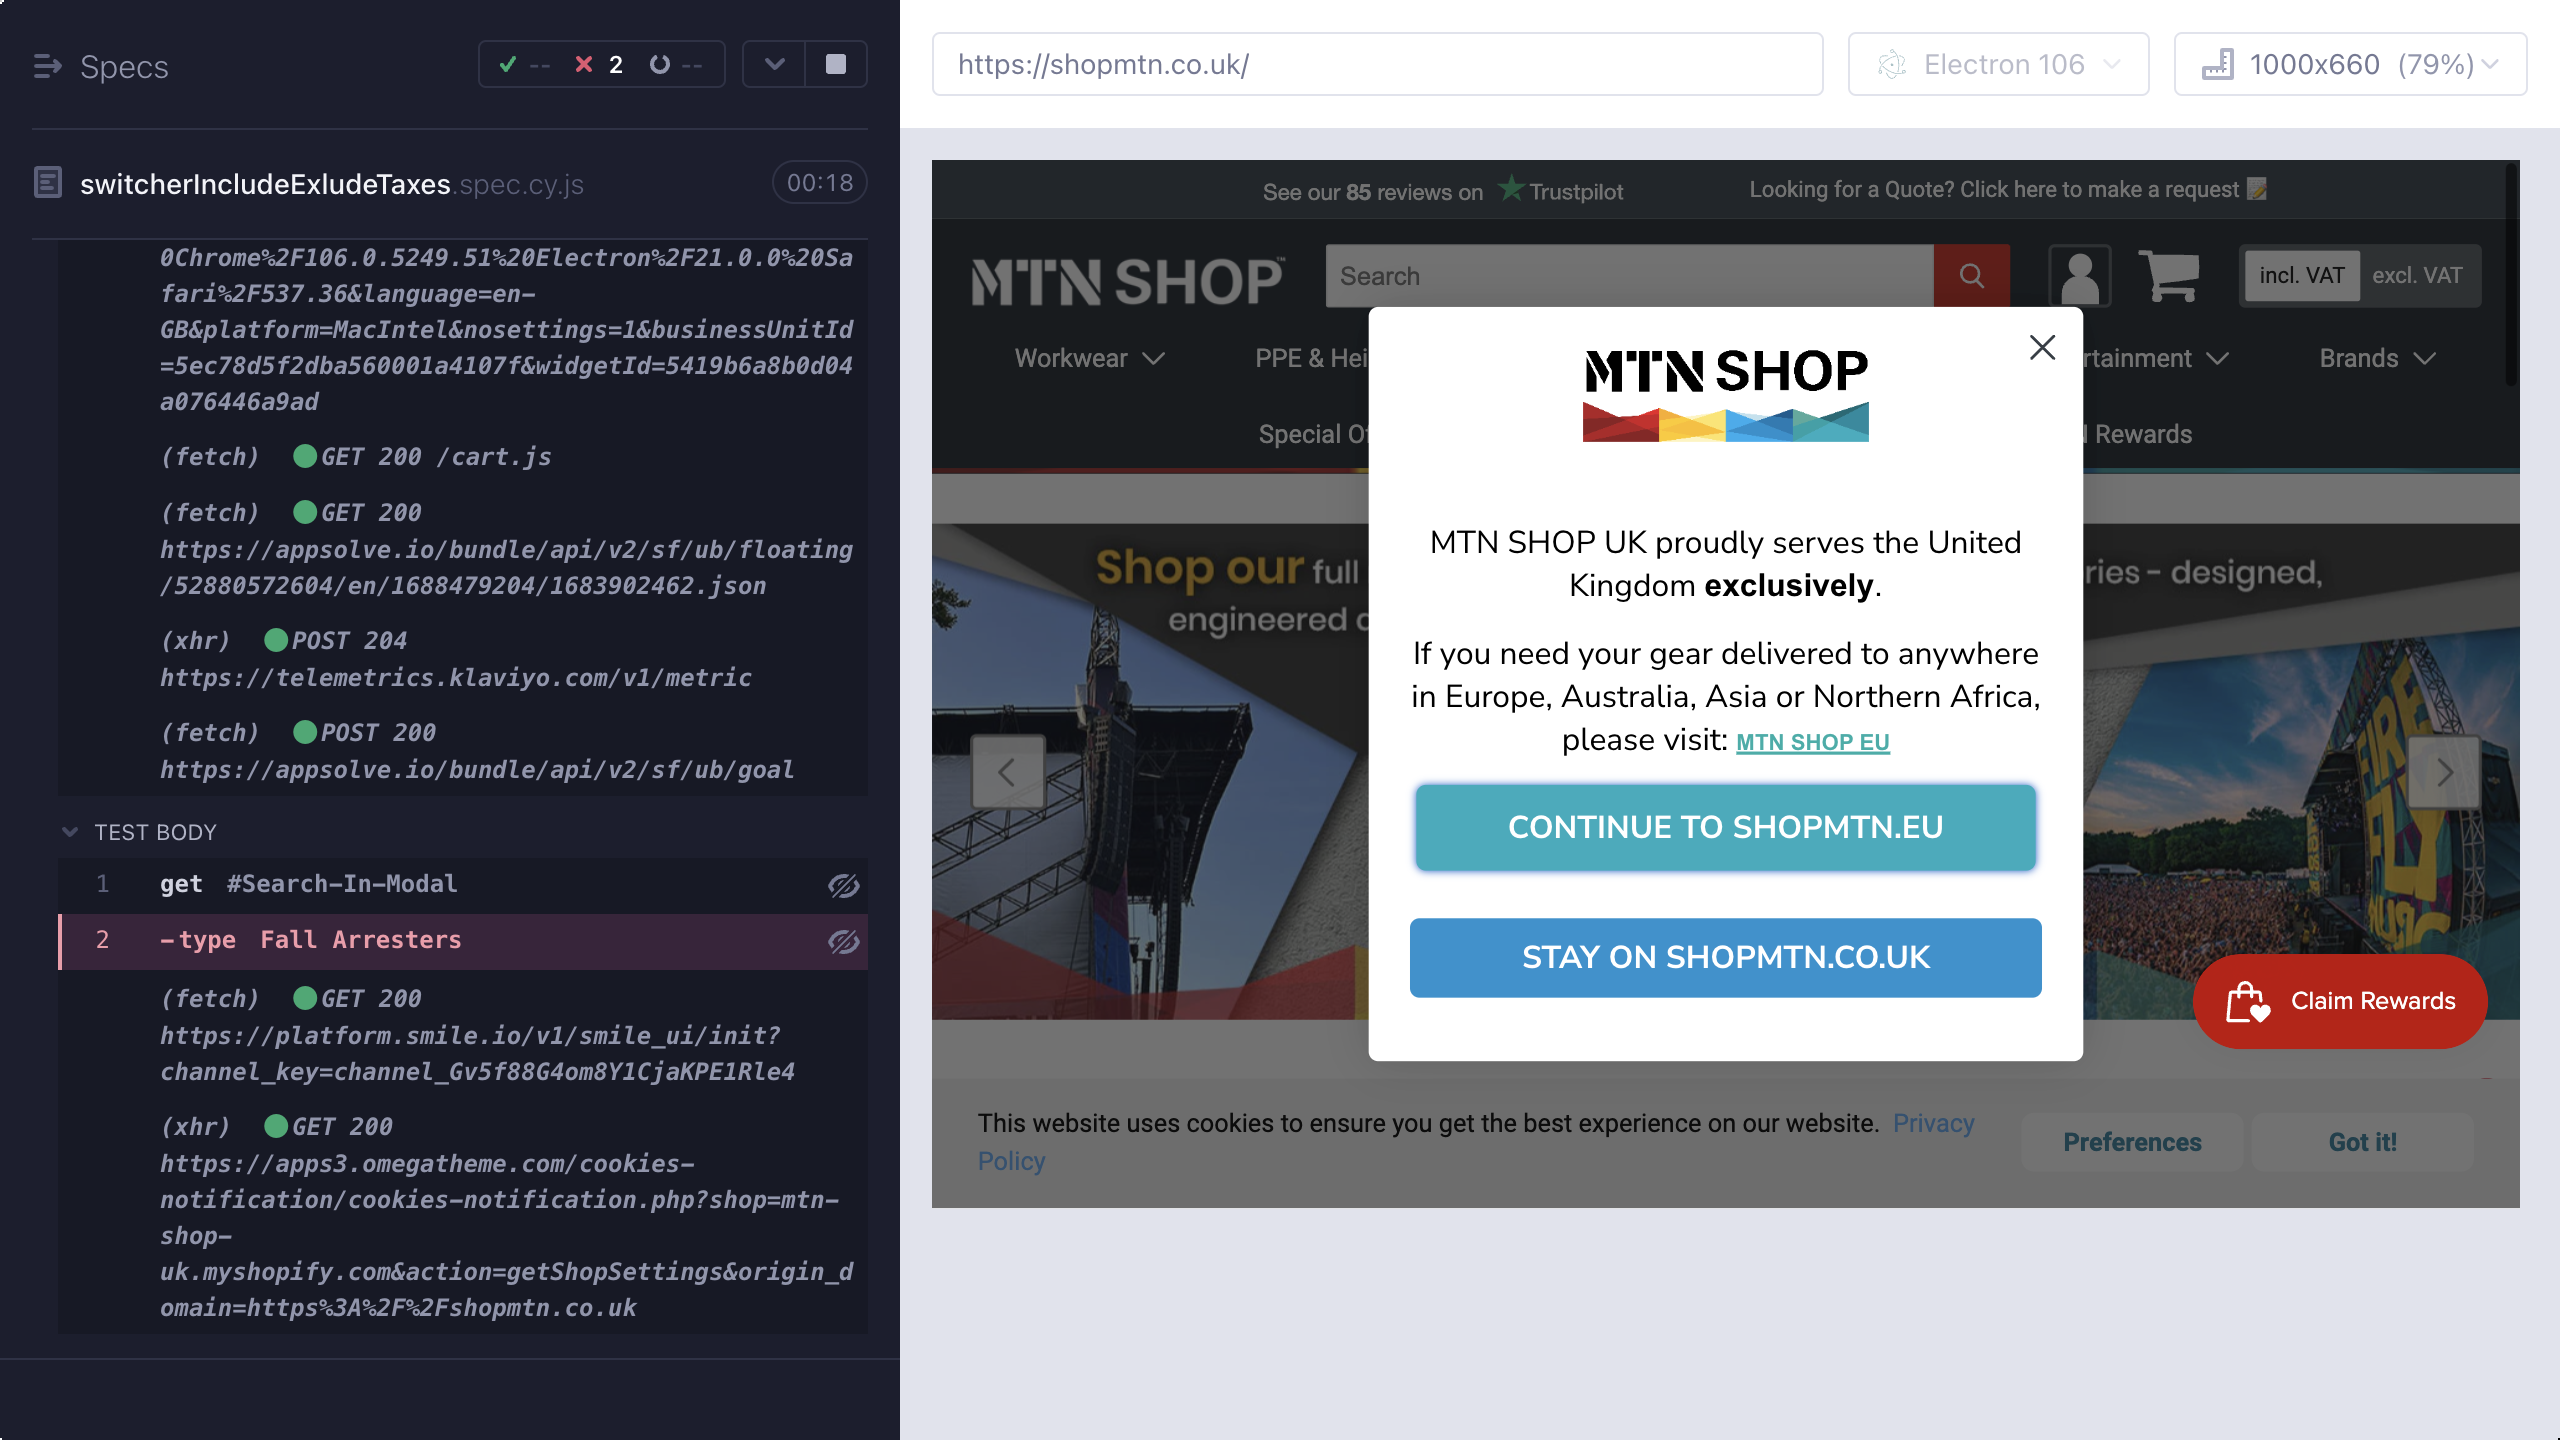 Specs
-- 2 --
switcherIncludeExludeTaxes.spec.cy.js 00:18
0Chrome%2F106.0.5249.51%20Electron%2F21.0.0%20Sa
fari%2F537.36&language=en-
GB&platform=MacIntel&nosettings=1&businessUnitId
=5ec78d5f2dba560001a4107f&widgetId=5419b6a8b0d04
a076446a9ad
(fetch) GET 200 /cart.js
(fetch) GET 200
https://appsolve.io/bundle/api/v2/sf/ub/floating
/52880572604/en/1688479204/1683902462.json
(xhr) POST 204
https://telemetrics.klaviyo.com/v1/metric
(fetch) POST 200
https://appsolve.io/bundle/api/v2/sf/ub/goal
TEST BODY
1 get #Search-In-Modal
2 -type Fall Arresters
(fetch) GET 200
https://platform.smile.io/v1/smile_ui/init?
channel_key=channel_Gv5f88G4om8Y1CjaKPE1Rle4
(xhr) GET 200
https://apps3.omegatheme.com/cookies-
notification/cookies-notification.php?shop=mtn-
shop-
uk.myshopify.com&action=getShopSettings&origin_d
omain=https%3A%2F%2Fshopmtn.co.uk
https://shopmtn.co.uk/
Electron 106
1000x660 (79%)
See our 85 reviews on Trustpilot
Looking for a Quote? Click here to make a request
MTN SHOP™
Search
incl. VAT excl. VAT
Workwear
PPE & Hei
rtainment
Brands
Special Of
Rewards
Shop our full
ries - designed,
engineered
MTN SHOP
MTN SHOP UK proudly serves the United
Kingdom exclusively.
If you need your gear delivered to anywhere
in Europe, Australia, Asia or Northern Africa,
please visit: MTN SHOP EU
CONTINUE TO SHOPMTN.EU
STAY ON SHOPMTN.CO.UK
Claim Rewards
This website uses cookies to ensure you get the best experience on our website. Privacy
Policy
Preferences
Got it!